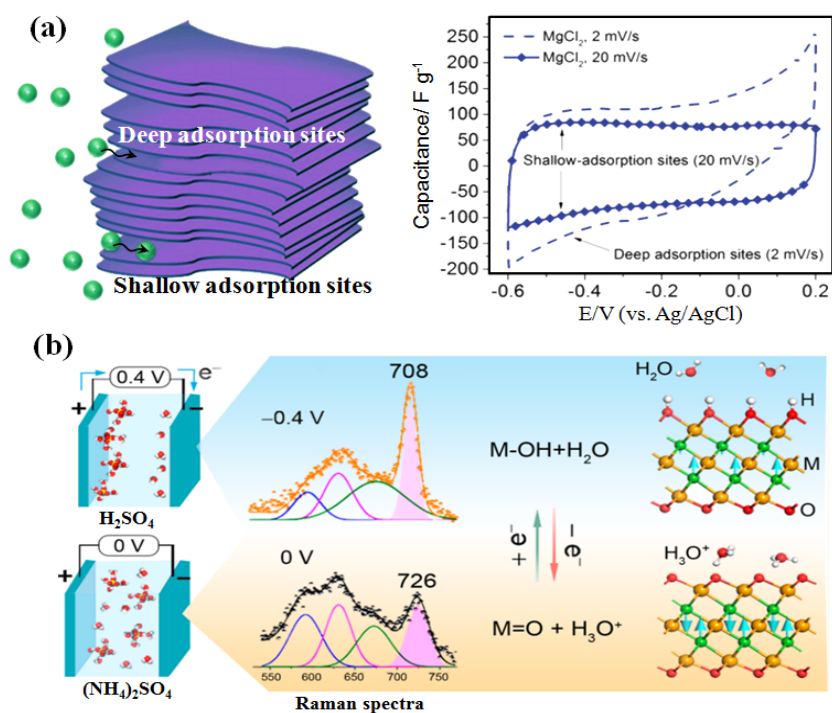 (a)
Deep adsorption sites
Shallow adsorption sites
MgCl₂, 2 mV/s
MgCl₂, 20 mV/s
Capacitance/ F g⁻¹
250
200
150
100
50
0
-50
-100
-150
-200
Shallow-adsorption sites (20 mV/s)
Deep adsorption sites (2 mV/s)
-0.6 -0.4 -0.2 0.0 0.2
E/V (vs. Ag/AgCl)
(b)
0.4 V
e⁻
+ −
H₂SO₄
0 V
+ −
(NH₄)₂SO₄
−0.4 V
708
0 V
726
550 600 650 700 750
Raman spectra
M-OH+H₂O
+e⁻
−e⁻
M=O + H₃O⁺
H₂O
H
M
O
H₃O⁺